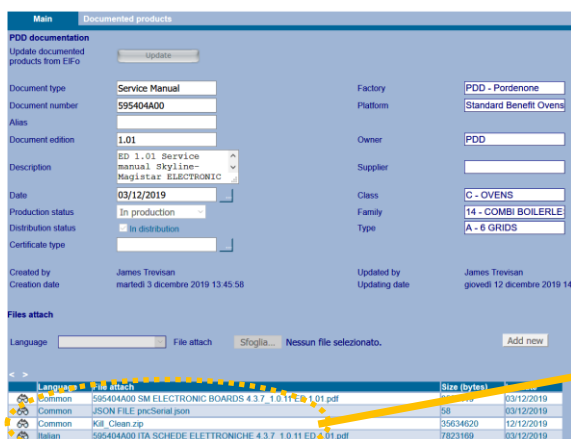 Main Documented products
PDD documentation
Update documented products from EIFo Update
Document type Service Manual Factory PDD - Pordenone
Document number 595404A00 Platform Standard Benefit Ovens
Alias
Document edition 1.01 Owner PDD
Description ED 1.01 Service manual Skyline-Magistar ELECTRONIC Supplier
Date 03/12/2019 ... Class C - OVENS
Production status In production Family 14 - COMBI BOILERLE
Distribution status In distribution Type A - 6 GRIDS
Certificate type ...
Created by James Trevisan Updated by James Trevisan
Creation date martedì 3 dicembre 2019 13:45:58 Updating date giovedì 12 dicembre 2019 14
Files attach
Language File attach Sfoglia... Nessun file selezionato. Add new
< >
Language File attach Size (bytes)
Common 595404A00 SM ELECTRONIC BOARDS 4.3.7_1.0 11 ED 1.01.pdf 03/12/2019
Common JSON FILE pncSerial.json 58 03/12/2019
Common Kill_Clean.zip 35634620 12/12/2019
Italian 595404A00 ITA SCHEDE ELETTRONICHE 4.3.7_1.0 11 ED 1.01.pdf 7823169 03/12/2019